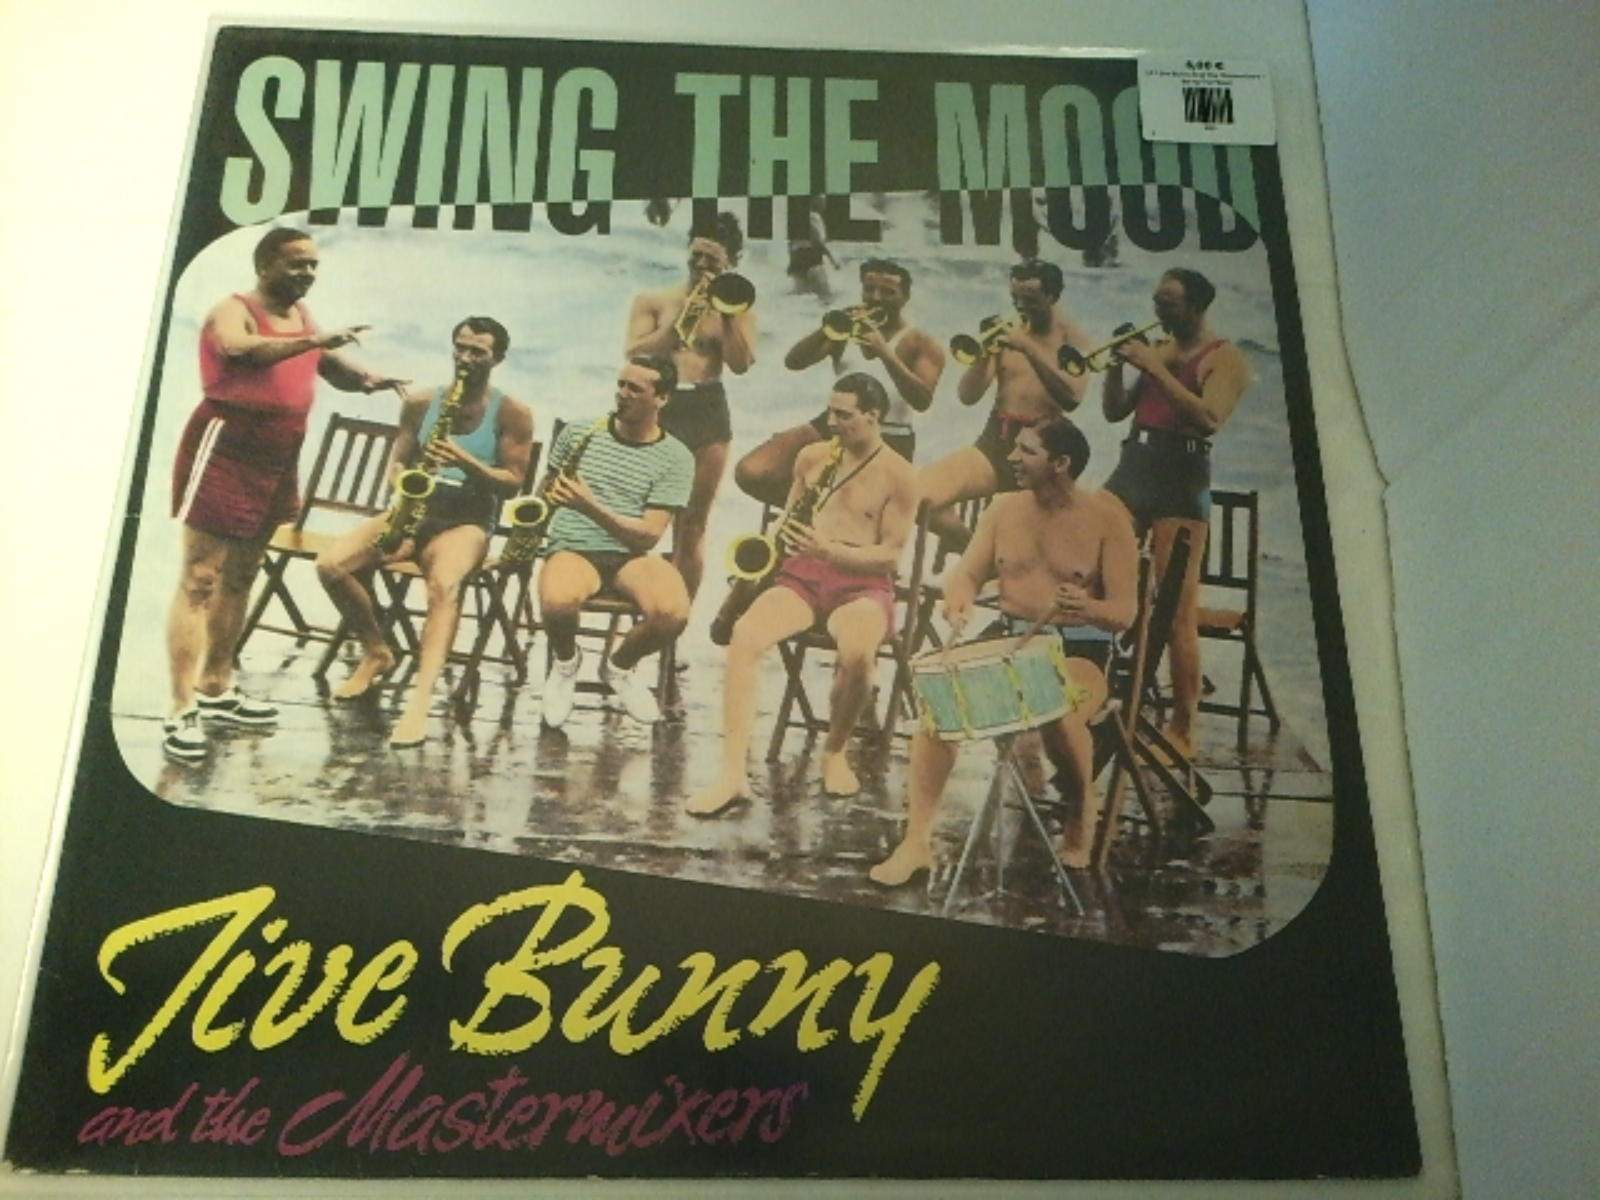 SWING THE MOOD
Jive Bunny
and the Mastermixers